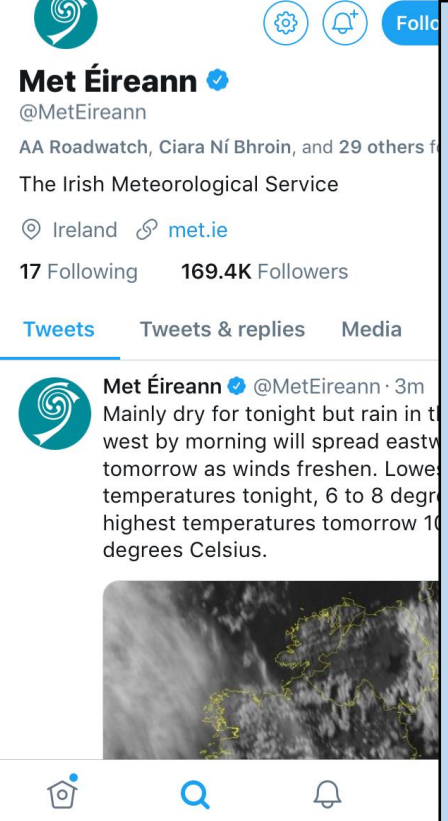 Follo
Met Éireann
@MetEireann
AA Roadwatch, Ciara Ní Bhroin, and 29 others f
The Irish Meteorological Service
Ireland met.ie
17 Following 169.4K Followers
Tweets Tweets & replies Media
Met Éireann @MetEireann · 3m
Mainly dry for tonight but rain in t
west by morning will spread eastw
tomorrow as winds freshen. Lowes
temperatures tonight, 6 to 8 degr
highest temperatures tomorrow 10
degrees Celsius.